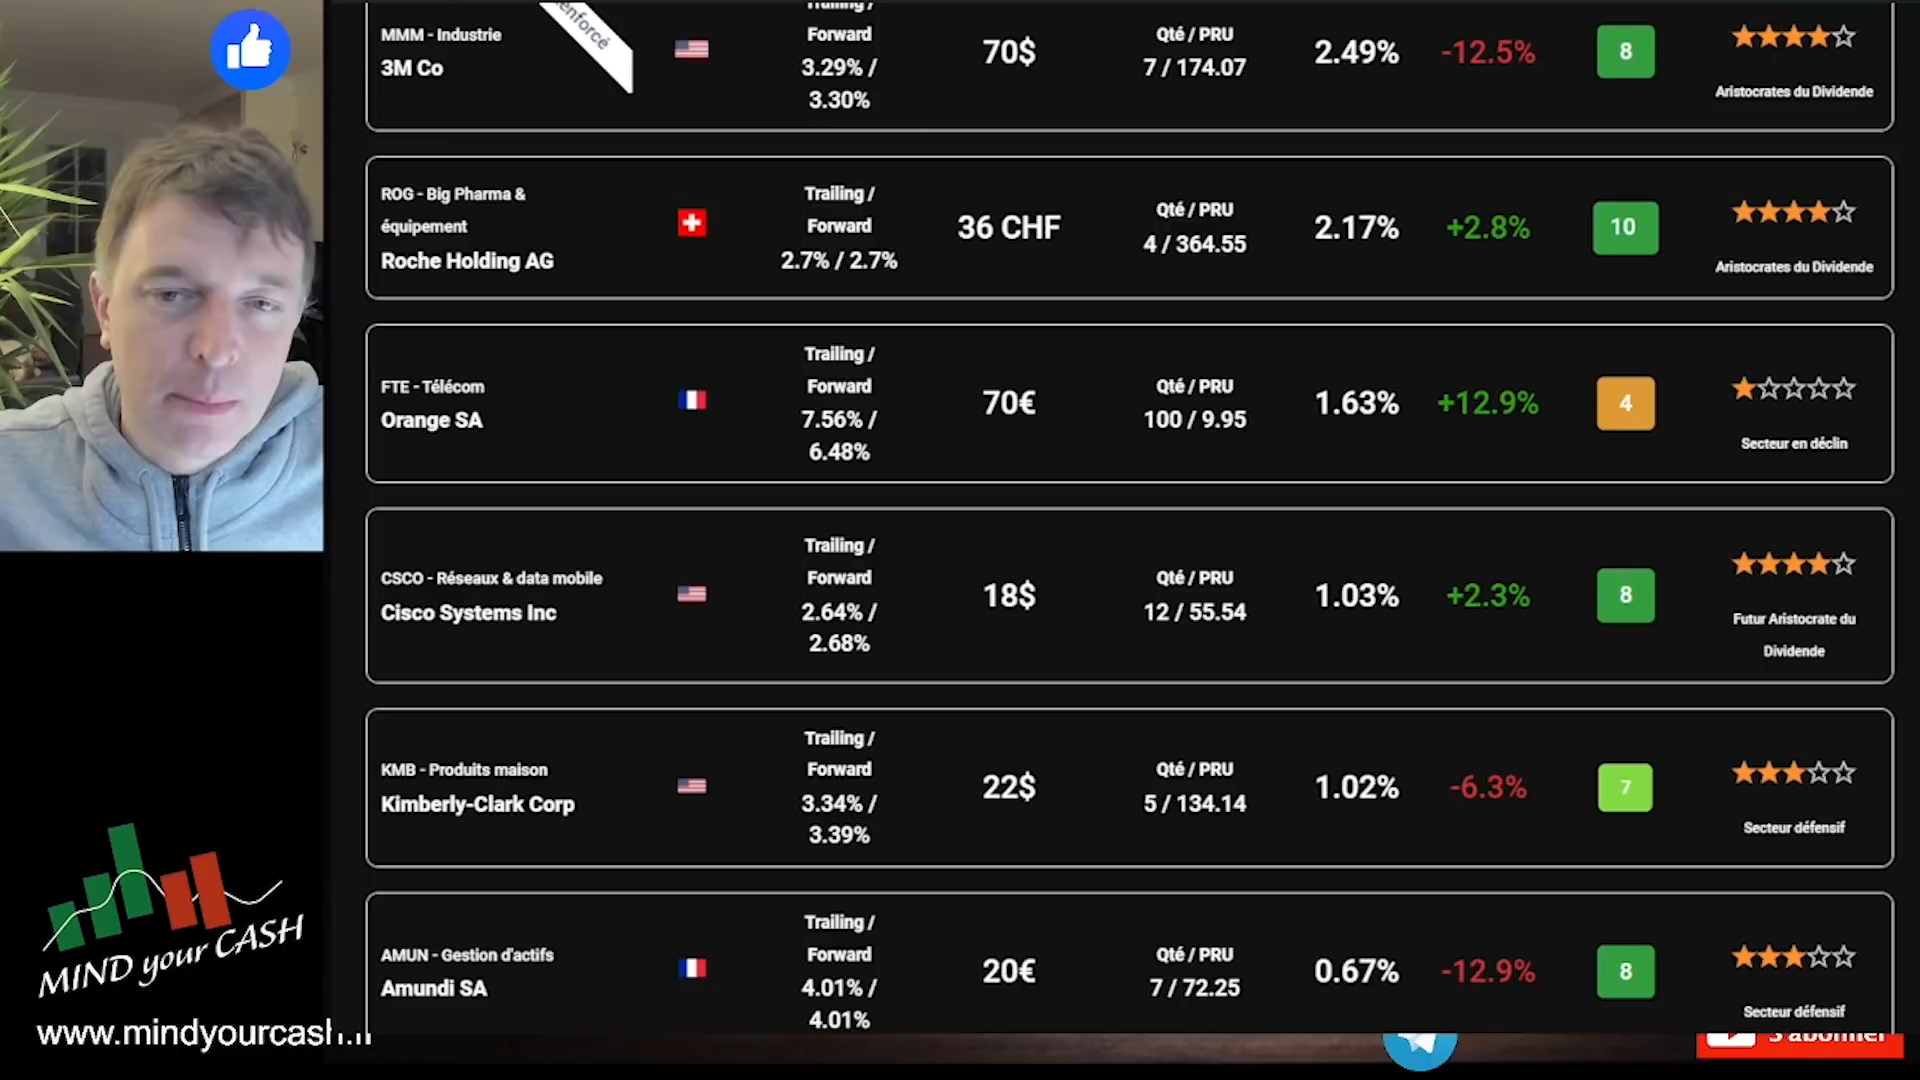 MMM - Industrie
3M Co
Forward
3.29% /
3.30%
70$
Qté / PRU
7 / 174.07
2.49%
-12.5%
8
Aristocrates du Dividende
ROG - Big Pharma &
équipement
Roche Holding AG
Trailing /
Forward
2.7% / 2.7%
36 CHF
Qté / PRU
4 / 364.55
2.17%
+2.8%
10
Aristocrates du Dividende
FTE - Télécom
Orange SA
Trailing /
Forward
7.56% /
6.48%
70€
Qté / PRU
100 / 9.95
1.63%
+12.9%
4
Secteur en déclin
CSCO - Réseaux & data mobile
Cisco Systems Inc
Trailing /
Forward
2.64% /
2.68%
18$
Qté / PRU
12 / 55.54
1.03%
+2.3%
8
Futur Aristocrate du
Dividende
KMB - Produits maison
Kimberly-Clark Corp
Trailing /
Forward
3.34% /
3.39%
22$
Qté / PRU
5 / 134.14
1.02%
-6.3%
7
Secteur défensif
AMUN - Gestion d'actifs
Amundi SA
Trailing /
Forward
4.01% /
4.01%
20€
Qté / PRU
7 / 72.25
0.67%
-12.9%
8
Secteur défensif
MIND your CASH